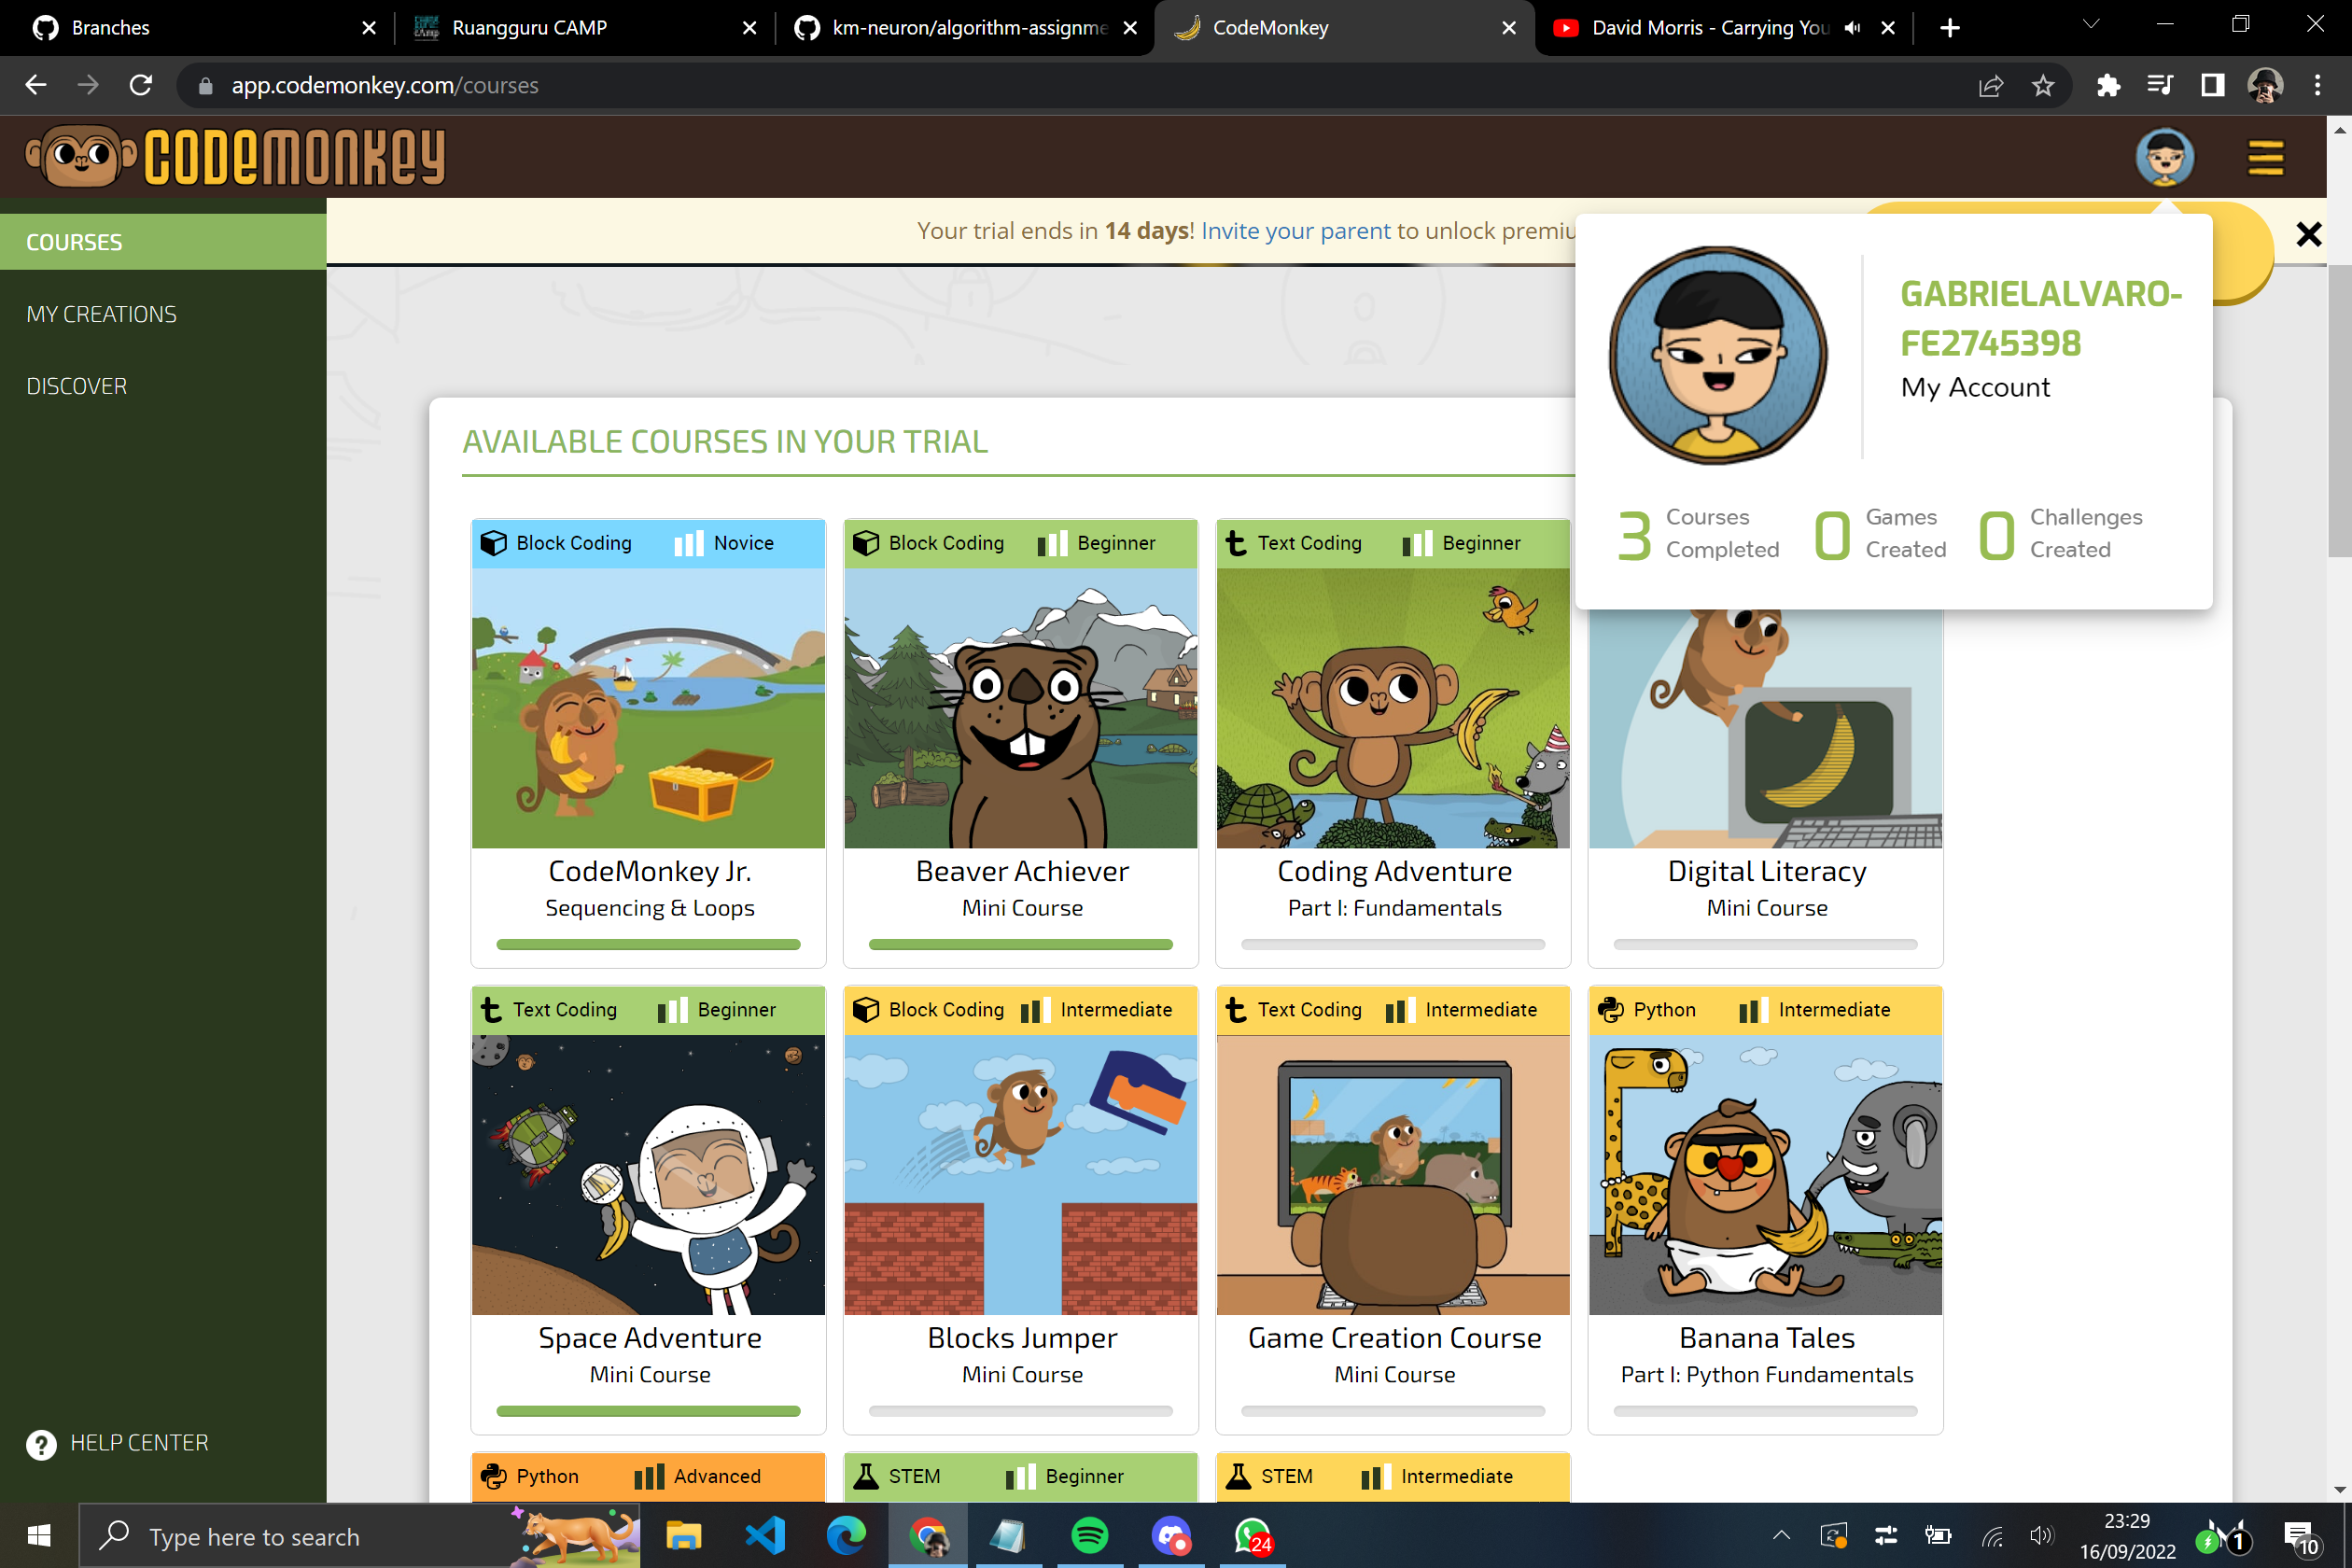 Branches
Ruangguru CAMP
km-neuron/algorithm-assignme
CodeMonkey
David Morris - Carrying You
app.codemonkey.com/courses
CODEMONKEY
COURSES
MY CREATIONS
DISCOVER
HELP CENTER
Your trial ends in 14 days! Invite your parent to unlock premiu
GABRIELALVARO-
FE2745398
My Account
3 Courses Completed
0 Games Created
0 Challenges Created
AVAILABLE COURSES IN YOUR TRIAL
Block Coding Novice
CodeMonkey Jr.
Sequencing & Loops
Block Coding Beginner
Beaver Achiever
Mini Course
Text Coding Beginner
Coding Adventure
Part I: Fundamentals
Digital Literacy
Mini Course
Text Coding Beginner
Space Adventure
Mini Course
Block Coding Intermediate
Blocks Jumper
Mini Course
Text Coding Intermediate
Game Creation Course
Mini Course
Python Intermediate
Banana Tales
Part I: Python Fundamentals
Python Advanced
STEM Beginner
STEM Intermediate
Type here to search
24
23:29
16/09/2022
1
10